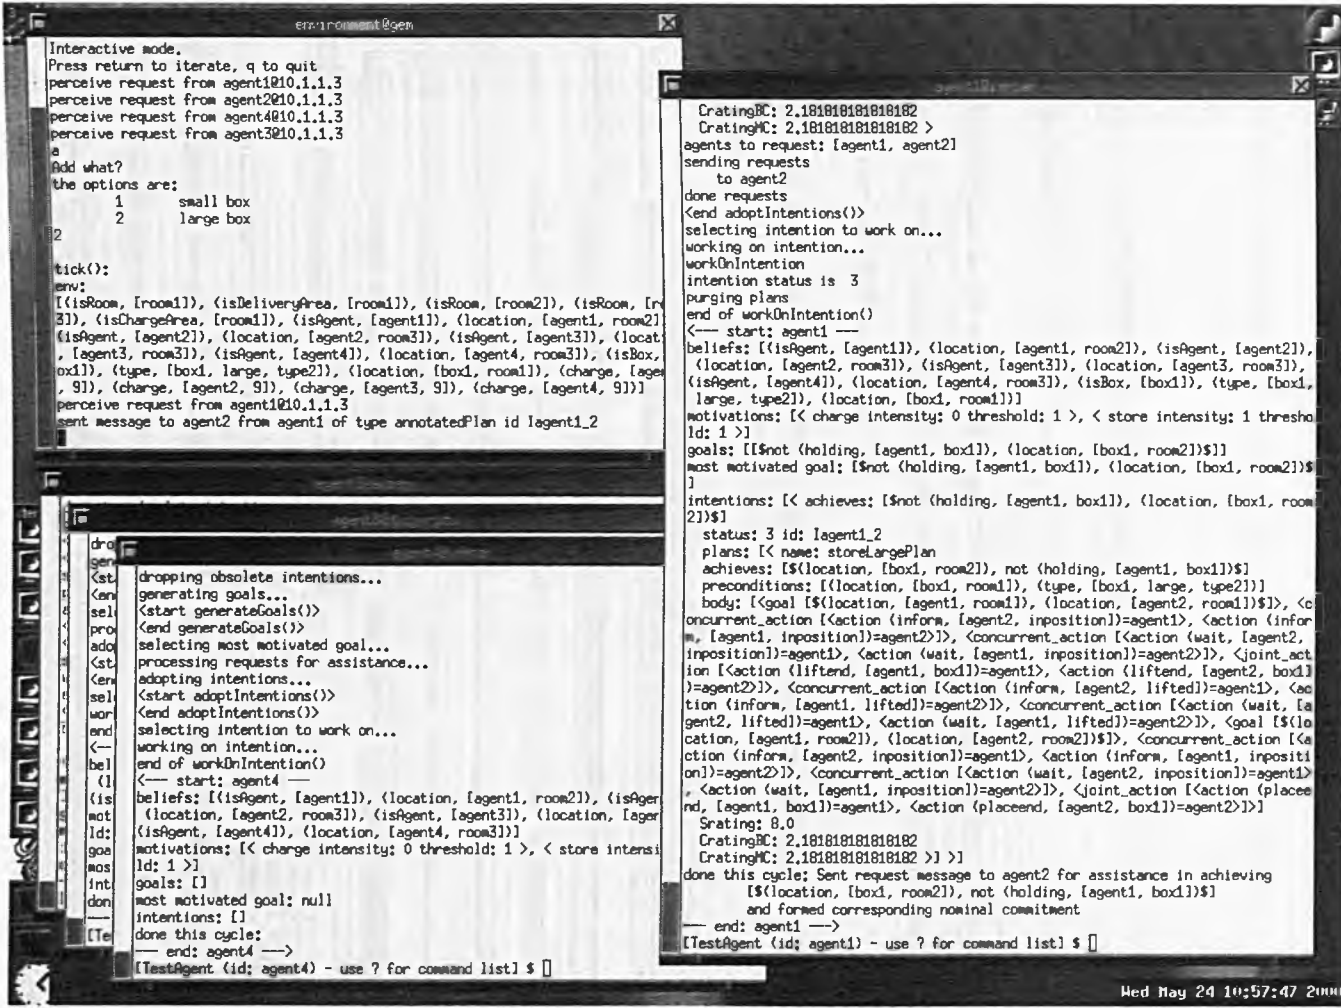 environment@gem
Interactive mode.
Press return to iterate, q to quit
perceive request from agent1@10.1.1.3
perceive request from agent2@10.1.1.3
perceive request from agent4@10.1.1.3
perceive request from agent3@10.1.1.3
a
Add what?
the options are:
1 small box
2 large box
2
tick():
env:
[(isRoom, [room1]), (isDeliveryArea, [room1]), (isRoom, [room2]), (isRoom, [ro
3]), (isChargeArea, [room1]), (isAgent, [agent1]), (location, [agent1, room2]
(isAgent, [agent2]), (location, [agent2, room3]), (isAgent, [agent3]), (locat
, [agent3, room3]), (isAgent, [agent4]), (location, [agent4, room3]), (isBox,
ox1]), (type, [box1, large, type2]), (location, [box1, room1]), (charge, [age
, 9]), (charge, [agent2, 9]), (charge, [agent3, 9]), (charge, [agent4, 9])]
perceive request from agent1@10.1.1.3
sent message to agent2 from agent1 of type annotatedPlan id Iagent1_2
dro
gen
<st
<en
sel
pro
ado
<st
<en
sel
wor
end
<--
bel
(l
(is
mot
ld:
goa
mos
int
don
---
[Te
dropping obsolete intentions...
generating goals...
<start generateGoals()>
<end generateGoals()>
selecting most motivated goal...
processing requests for assistance...
adopting intentions...
<start adoptIntentions()>
<end adoptIntentions()>
selecting intention to work on...
working on intention...
end of workOnIntention()
<--- start: agent4 ---
beliefs: [(isAgent, [agent1]), (location, [agent1, room2]), (isAger
(location, [agent2, room3]), (isAgent, [agent3]), (location, [ager
(isAgent, [agent4]), (location, [agent4, room3])]
motivations: [< charge intensity: 0 threshold: 1 >, < store intensi
ld: 1 >]
goals: []
most motivated goal: null
intentions: []
done this cycle:
--- end: agent4 --->
[TestAgent (id: agent4) - use ? for command list] $ []
CratingBC: 2.181818181818182
CratingMC: 2.181818181818182 >
agents to request: [agent1, agent2]
sending requests
to agent2
done requests
<end adoptIntentions()>
selecting intention to work on...
working on intention...
workOnIntention
intention status is 3
purging plans
end of workOnIntention()
<--- start: agent1 ---
beliefs: [(isAgent, [agent1]), (location, [agent1, room2]), (isAgent, [agent2]),
(location, [agent2, room3]), (isAgent, [agent3]), (location, [agent3, room3]),
(isAgent, [agent4]), (location, [agent4, room3]), (isBox, [box1]), (type, [box1,
large, type2]), (location, [box1, room1])]
motivations: [< charge intensity: 0 threshold: 1 >, < store intensity: 1 thresho
ld: 1 >]
goals: [[$not (holding, [agent1, box1]), (location, [box1, room2])$]]
most motivated goal: [$not (holding, [agent1, box1]), (location, [box1, room2])$
]
intentions: [< achieves: [$not (holding, [agent1, box1]), (location, [box1, room
2])$]
status: 3 id: Iagent1_2
plans: [< name: storeLargePlan
achieves: [$(location, [box1, room2]), not (holding, [agent1, box1])$]
preconditions: [(location, [box1, room1]), (type, [box1, large, type2])]
body: [<goal [$(location, [agent1, room1]), (location, [agent2, room1])$]>, <c
oncurrent_action [<action (inform, [agent2, inposition])=agent1>, <action (infor
m, [agent1, inposition])=agent2>]>, <concurrent_action [<action (wait, [agent2,
inposition])=agent1>, <action (wait, [agent1, inposition])=agent2>]>, <joint_act
ion [<action (liftend, [agent1, box1])=agent1>, <action (liftend, [agent2, box1]
)=agent2>]>, <concurrent_action [<action (inform, [agent2, lifted])=agent1>, <ac
tion (inform, [agent1, lifted])=agent2>]>, <concurrent_action [<action (wait, [a
gent2, lifted])=agent1>, <action (wait, [agent1, lifted])=agent2>]>, <goal [$(lo
cation, [agent1, room2]), (location, [agent2, room2])$]>, <concurrent_action [<a
ction (inform, [agent2, inposition])=agent1>, <action (inform, [agent1, inpositi
on])=agent2>]>, <concurrent_action [<action (wait, [agent2, inposition])=agent1>
, <action (wait, [agent1, inposition])=agent2>]>, <joint_action [<action (placee
nd, [agent1, box1])=agent1>, <action (placeend, [agent2, box1])=agent2>]>]
Srating: 8.0
CratingBC: 2.181818181818182
CratingMC: 2.181818181818182 >] >]
done this cycle: Sent request message to agent2 for assistance in achieving
[$(location, [box1, room2]), not (holding, [agent1, box1])$]
and formed corresponding nominal commitment
--- end: agent1 --->
[TestAgent (id: agent1) - use ? for command list] $ []
Wed May 24 10:57:47 2000